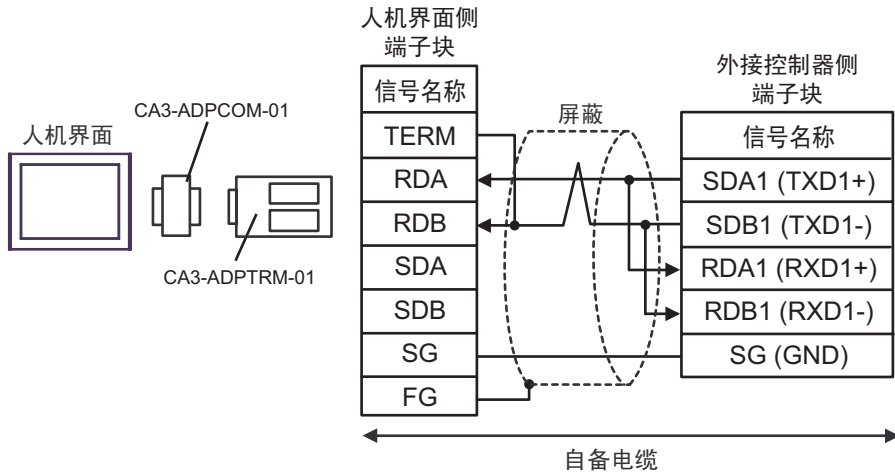 人机界面
CA3-ADPCOM-01
CA3-ADPTRM-01
人机界面侧
端子块
信号名称
TERM
RDA
RDB
SDA
SDB
SG
FG
屏蔽
外接控制器侧
端子块
信号名称
SDA1 (TXD1+)
SDB1 (TXD1-)
RDA1 (RXD1+)
RDB1 (RXD1-)
SG (GND)
自备电缆